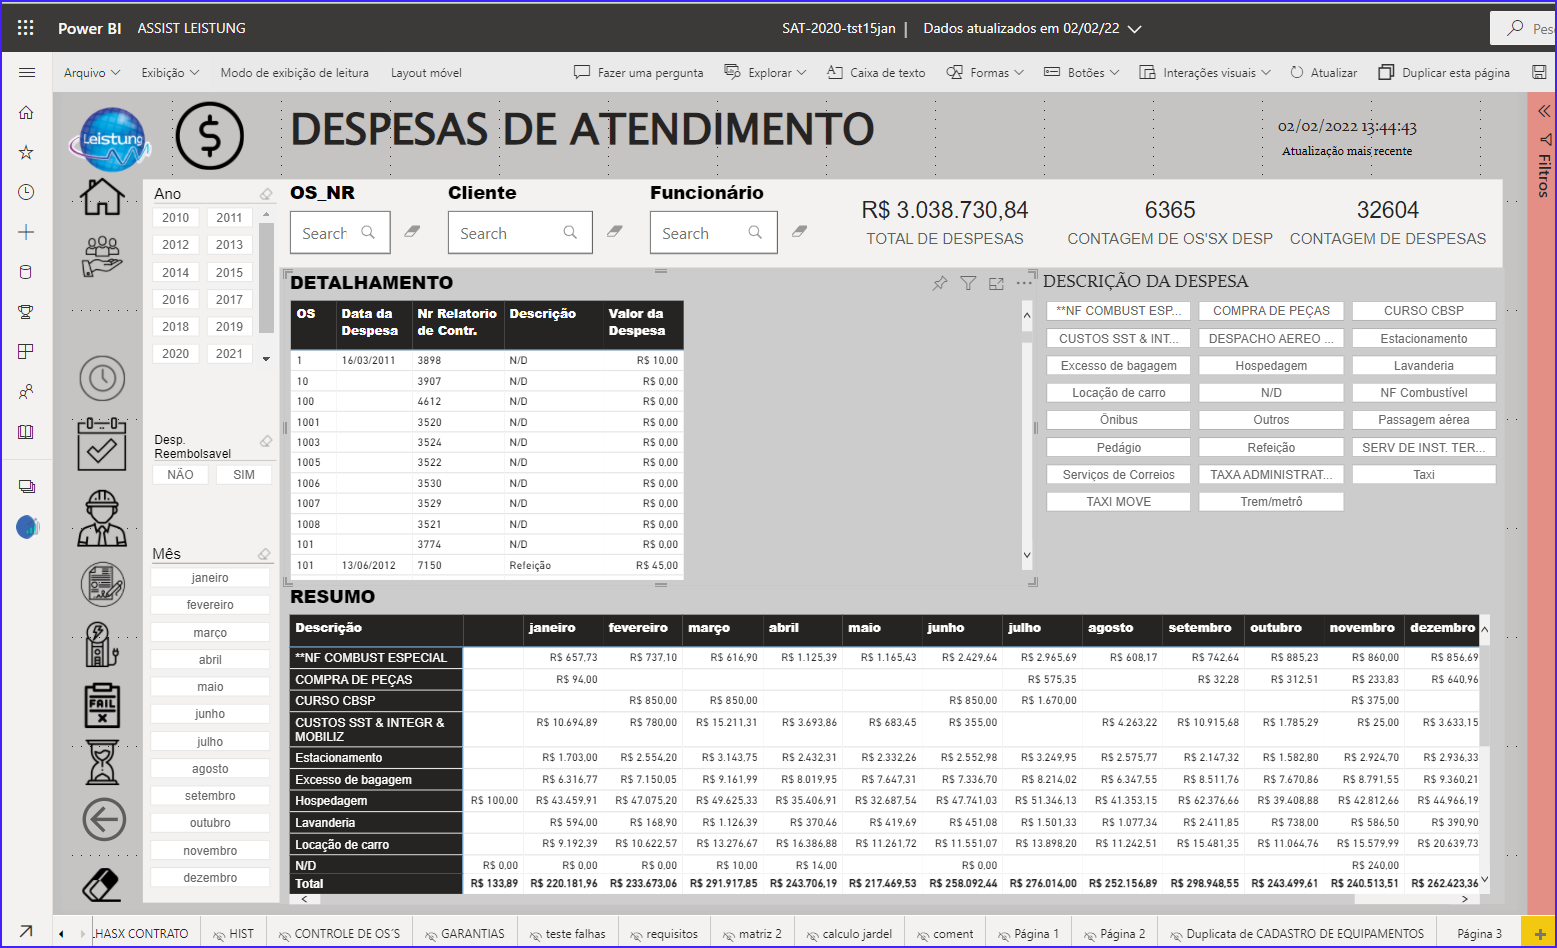 Power BI ASSIST LEISTUNG SAT-2020-tst15jan | Dados atualizados em 02/02/22
Arquivo Exibição Modo de exibição de leitura Layout móvel Fazer uma pergunta Explorar Caixa de texto Formas Botões Interações visuais Atualizar Duplicar esta página
Leistung
$
DESPESAS DE ATENDIMENTO
02/02/2022 13:44:43
Atualização mais recente
Filtros
Ano
2010 2011
2012 2013
2014 2015
2016 2017
2018 2019
2020 2021
Desp.
Reembolsavel
NÃO SIM
Mês
janeiro
fevereiro
março
abril
maio
junho
julho
agosto
setembro
outubro
novembro
dezembro
FAIL
X
OS_NR Cliente Funcionário
Search Search Search
R$ 3.038.730,84 6365 32604
TOTAL DE DESPESAS CONTAGEM DE OS'SX DESP CONTAGEM DE DESPESAS
DETALHAMENTO
OS Data da Despesa Nr Relatorio de Contr. Descrição Valor da Despesa
1 16/03/2011 3898 N/D R$ 10,00
10 3907 N/D R$ 0,00
100 4612 N/D R$ 0,00
1001 3520 N/D R$ 0,00
1003 3524 N/D R$ 0,00
1005 3522 N/D R$ 0,00
1006 3530 N/D R$ 0,00
1007 3529 N/D R$ 0,00
1008 3521 N/D R$ 0,00
101 3774 N/D R$ 0,00
101 13/06/2012 7150 Refeição R$ 45,00
DESCRIÇÃO DA DESPESA
**NF COMBUST ESP... COMPRA DE PEÇAS CURSO CBSP
CUSTOS SST & INT... DESPACHO AEREO ... Estacionamento
Excesso de bagagem Hospedagem Lavanderia
Locação de carro N/D NF Combustível
Ônibus Outros Passagem aérea
Pedágio Refeição SERV DE INST. TER...
Serviços de Correios TAXA ADMINISTRAT... Taxi
TAXI MOVE Trem/metrô
RESUMO
Descrição janeiro fevereiro março abril maio junho julho agosto setembro outubro novembro dezembro
**NF COMBUST ESPECIAL R$ 657,73 R$ 737,10 R$ 616,90 R$ 1.125,39 R$ 1.165,43 R$ 2.429,64 R$ 2.965,69 R$ 608,17 R$ 742,64 R$ 885,23 R$ 860,00 R$ 856,69
COMPRA DE PEÇAS R$ 94,00 R$ 575,35 R$ 32,28 R$ 312,51 R$ 233,83 R$ 640,96
CURSO CBSP R$ 850,00 R$ 850,00 R$ 850,00 R$ 1.670,00 R$ 375,00
CUSTOS SST & INTEGR & MOBILIZ R$ 10.694,89 R$ 780,00 R$ 15.211,31 R$ 3.693,86 R$ 683,45 R$ 355,00 R$ 4.263,22 R$ 10.915,68 R$ 1.785,29 R$ 25,00 R$ 3.633,15
Estacionamento R$ 1.703,00 R$ 2.554,20 R$ 3.143,75 R$ 2.432,31 R$ 2.332,26 R$ 2.552,98 R$ 3.249,95 R$ 2.575,77 R$ 2.147,32 R$ 1.582,80 R$ 2.924,70 R$ 2.936,33
Excesso de bagagem R$ 6.316,77 R$ 7.150,05 R$ 9.161,99 R$ 8.019,95 R$ 7.647,31 R$ 7.336,70 R$ 8.214,02 R$ 6.347,55 R$ 8.511,76 R$ 7.670,86 R$ 8.791,55 R$ 9.360,21
Hospedagem R$ 100,00 R$ 43.459,91 R$ 47.075,20 R$ 49.625,33 R$ 35.406,91 R$ 32.687,54 R$ 47.741,03 R$ 51.346,13 R$ 41.353,15 R$ 62.376,66 R$ 39.408,88 R$ 42.812,66 R$ 44.966,19
Lavanderia R$ 594,00 R$ 168,90 R$ 1.126,39 R$ 370,46 R$ 419,69 R$ 451,08 R$ 1.501,33 R$ 1.077,34 R$ 2.411,85 R$ 738,00 R$ 586,50 R$ 390,90
Locação de carro R$ 9.192,39 R$ 10.622,57 R$ 13.276,67 R$ 16.386,88 R$ 11.261,72 R$ 11.551,07 R$ 13.898,20 R$ 11.242,51 R$ 15.481,35 R$ 11.064,76 R$ 15.579,99 R$ 20.639,73
N/D R$ 0,00 R$ 0,00 R$ 0,00 R$ 10,00 R$ 14,00 R$ 0,00 R$ 240,00
Total R$ 133,89 R$ 220.181,96 R$ 233.673,06 R$ 291.917,85 R$ 243.706,19 R$ 217.469,53 R$ 258.092,44 R$ 276.014,00 R$ 252.156,89 R$ 298.948,55 R$ 243.499,61 R$ 240.513,51 R$ 262.423,36
.HASX CONTRATO HIST CONTROLE DE OS´S GARANTIAS teste falhas requisitos matriz 2 calculo jardel coment Página 1 Página 2 Duplicata de CADASTRO DE EQUIPAMENTOS Página 3